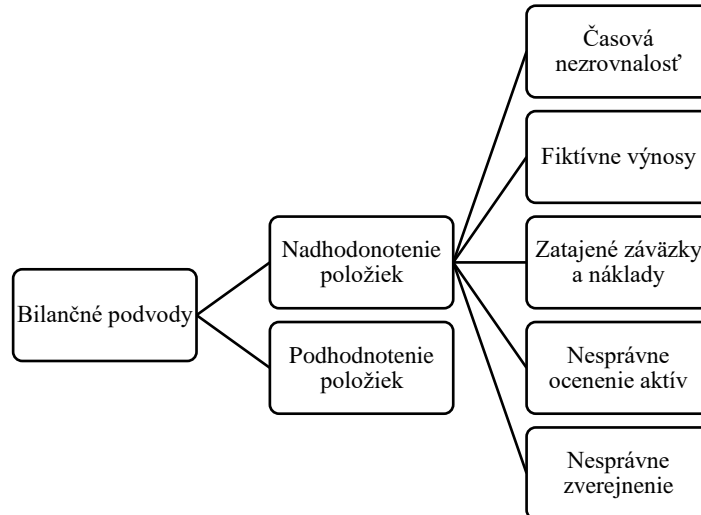 Bilančné podvody
Nadhodonotenie
položiek
Podhodnotenie
položiek
Časová
nezrovnalosť
Fiktívne výnosy
Zatajené záväzky
a náklady
Nesprávne
ocenenie aktív
Nesprávne
zverejnenie